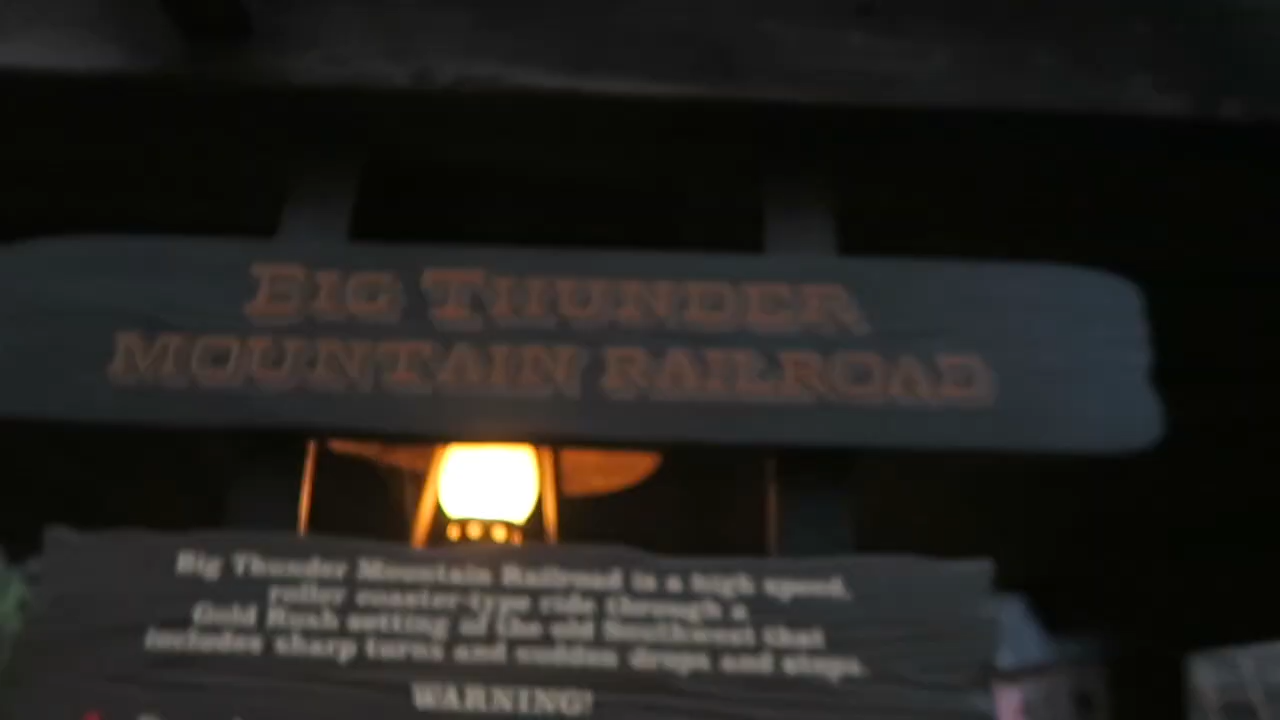 BIG THUNDER
MOUNTAIN RAILROAD
Big Thunder Mountain Railroad is a high speed,
roller coaster-type ride through a
Gold Rush setting of the old Southwest that
includes sharp turns and sudden drops and stops.
WARNING!